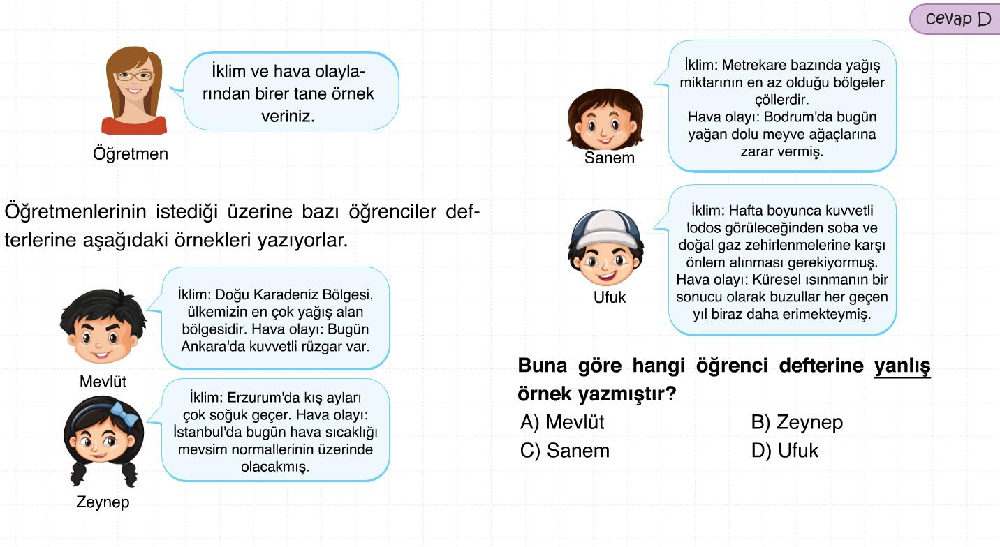 cevap D
İklim ve hava olayla-
rından birer tane örnek
veriniz.
Öğretmen
Öğretmenlerinin istediği üzerine bazı öğrenciler def-
terlerine aşağıdaki örnekleri yazıyorlar.
İklim: Doğu Karadeniz Bölgesi,
ülkemizin en çok yağış alan
bölgesidir. Hava olayı: Bugün
Ankara'da kuvvetli rüzgar var.
Mevlüt
İklim: Erzurum'da kış ayları
çok soğuk geçer. Hava olayı:
İstanbul'da bugün hava sıcaklığı
mevsim normallerinin üzerinde
olacakmış.
Zeynep
İklim: Metrekare bazında yağış
miktarının en az olduğu bölgeler
çöllerdir.
Hava olayı: Bodrum'da bugün
yağan dolu meyve ağaçlarına
zarar vermiş.
Sanem
İklim: Hafta boyunca kuvvetli
lodos görüleceğinden soba ve
doğal gaz zehirlenmelerine karşı
önlem alınması gerekiyormuş.
Hava olayı: Küresel ısınmanın bir
sonucu olarak buzullar her geçen
yıl biraz daha erimekteymiş.
Ufuk
Buna göre hangi öğrenci defterine yanlış
örnek yazmıştır?
A) Mevlüt B) Zeynep
C) Sanem D) Ufuk